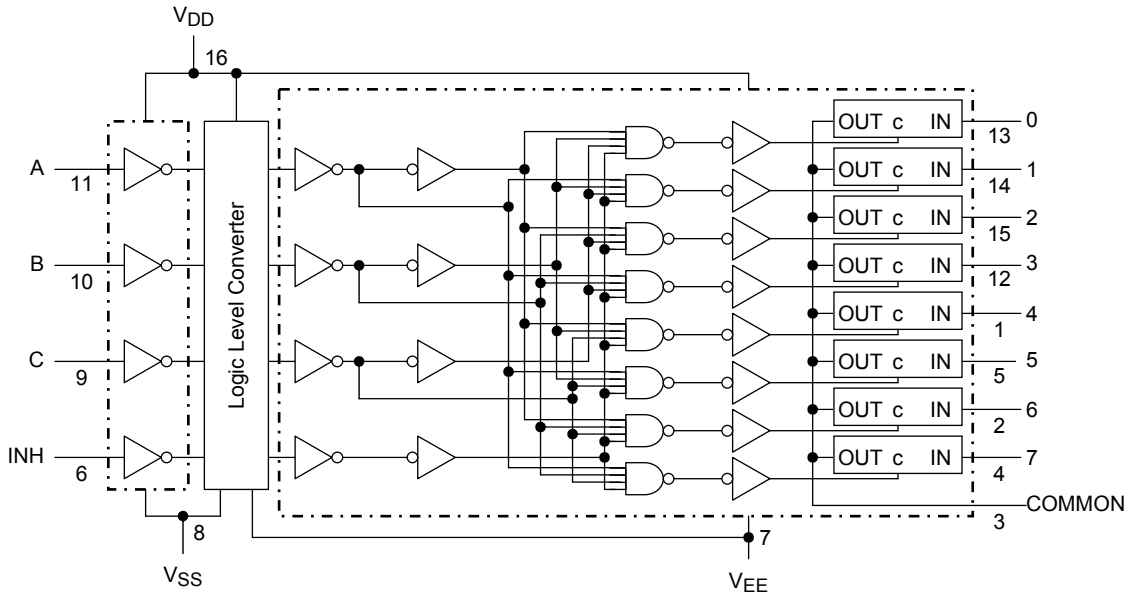 VDD
16
OUT c IN
0
13
A
11
OUT c IN
1
14
OUT c IN
2
15
B
10
Logic Level Converter
OUT c IN
3
12
OUT c IN
4
1
C
9
OUT c IN
5
5
OUT c IN
6
2
INH
6
OUT c IN
7
4
COMMON
3
8
7
VSS
VEE